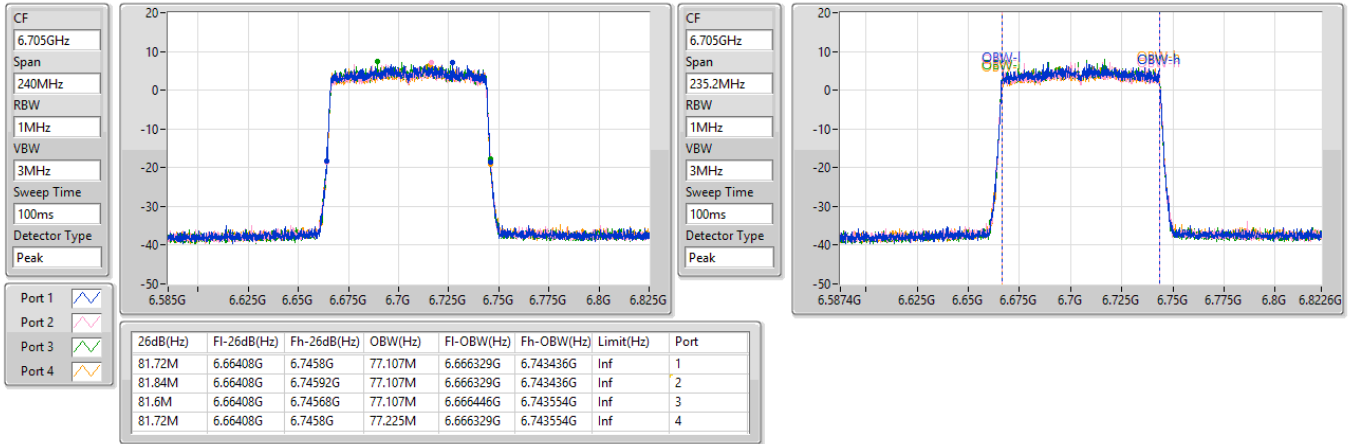 CF
6.705GHz
Span
240MHz
RBW
1MHz
VBW
3MHz
Sweep Time
100ms
Detector Type
Peak
20
10
0
-10
-20
-30
-40
-50
6.585G 6.625G 6.65G 6.675G 6.7G 6.725G 6.75G 6.775G 6.8G 6.825G
CF
6.705GHz
Span
235.2MHz
RBW
1MHz
VBW
3MHz
Sweep Time
100ms
Detector Type
Peak
20
10
0
-10
-20
-30
-40
-50
OBW-l OBW-h
6.5874G 6.625G 6.65G 6.675G 6.7G 6.725G 6.75G 6.775G 6.8G 6.8226G
Port 1
Port 2
Port 3
Port 4
26dB(Hz) Fl-26dB(Hz) Fh-26dB(Hz) OBW(Hz) Fl-OBW(Hz) Fh-OBW(Hz) Limit(Hz) Port
81.72M 6.66408G 6.7458G 77.107M 6.666329G 6.743436G Inf 1
81.84M 6.66408G 6.74592G 77.107M 6.666329G 6.743436G Inf 2
81.6M 6.66408G 6.74568G 77.107M 6.666446G 6.743554G Inf 3
81.72M 6.66408G 6.7458G 77.225M 6.666329G 6.743554G Inf 4